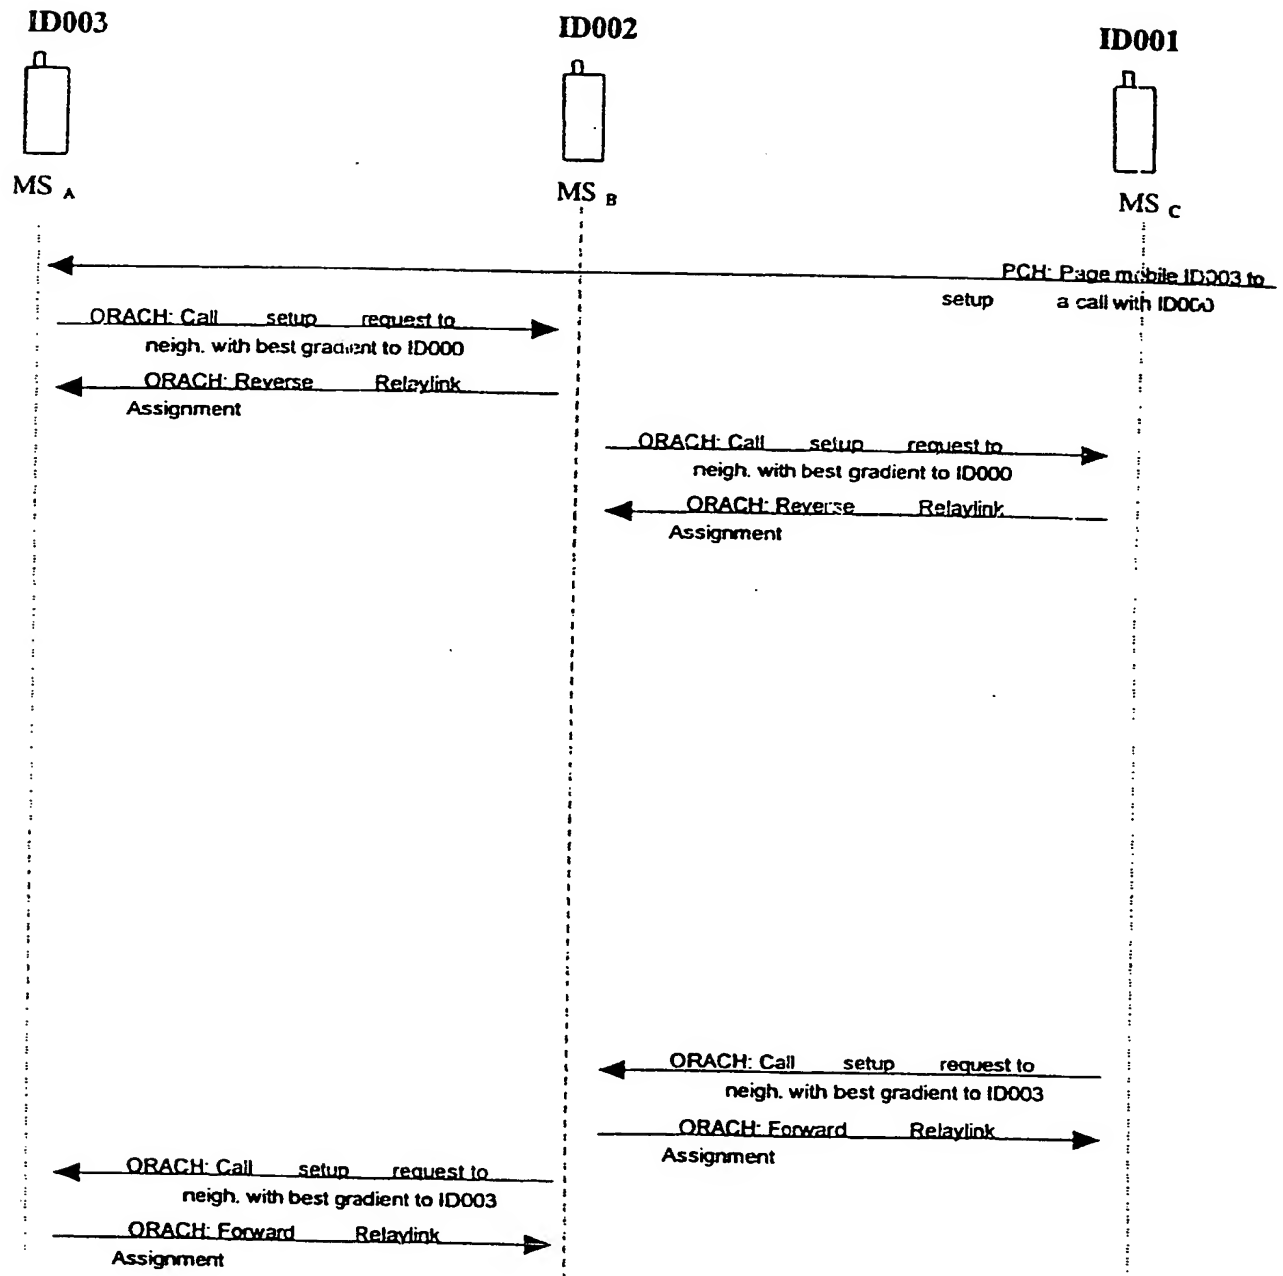 ID003
ID002
ID001
MS A
MS B
MS C
PCH: Page mobile ID003 to
setup a call with ID000
ORACH: Call setup request to
neigh. with best gradient to ID000
ORACH: Reverse Relaylink
Assignment
ORACH: Call setup request to
neigh. with best gradient to ID000
ORACH: Reverse Relaylink
Assignment
ORACH: Call setup request to
neigh. with best gradient to ID003
ORACH: Forward Relaylink
Assignment
ORACH: Call setup request to
neigh. with best gradient to ID003
ORACH: Forward Relaylink
Assignment